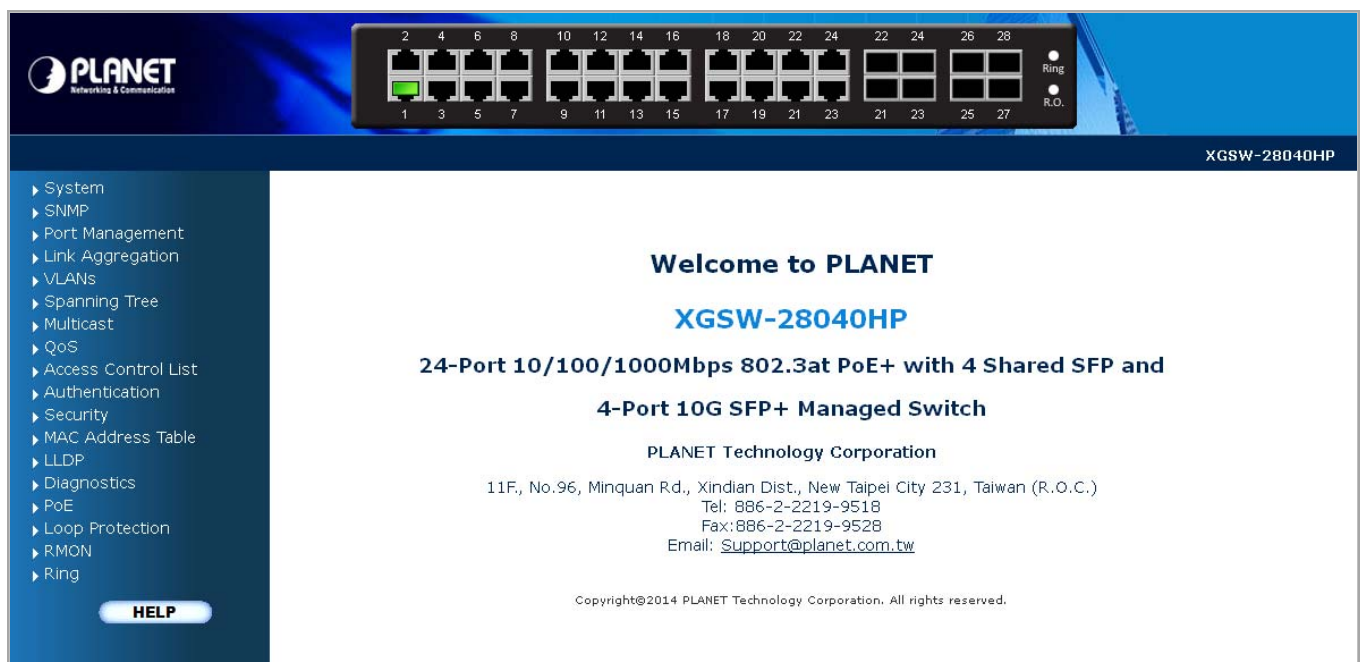 PLANET
Networking & Communication
2 4 6 8 10 12 14 16 18 20 22 24 22 24 26 28
Ring
R.O.
1 3 5 7 9 11 13 15 17 19 21 23 21 23 25 27
XGSW-28040HP
System
SNMP
Port Management
Link Aggregation
VLANs
Spanning Tree
Multicast
QoS
Access Control List
Authentication
Security
MAC Address Table
LLDP
Diagnostics
PoE
Loop Protection
RMON
Ring
HELP
Welcome to PLANET
XGSW-28040HP
24-Port 10/100/1000Mbps 802.3at PoE+ with 4 Shared SFP and
4-Port 10G SFP+ Managed Switch
PLANET Technology Corporation
11F., No.96, Minquan Rd., Xindian Dist., New Taipei City 231, Taiwan (R.O.C.)
Tel: 886-2-2219-9518
Fax:886-2-2219-9528
Email: Support@planet.com.tw
Copyright©2014 PLANET Technology Corporation. All rights reserved.